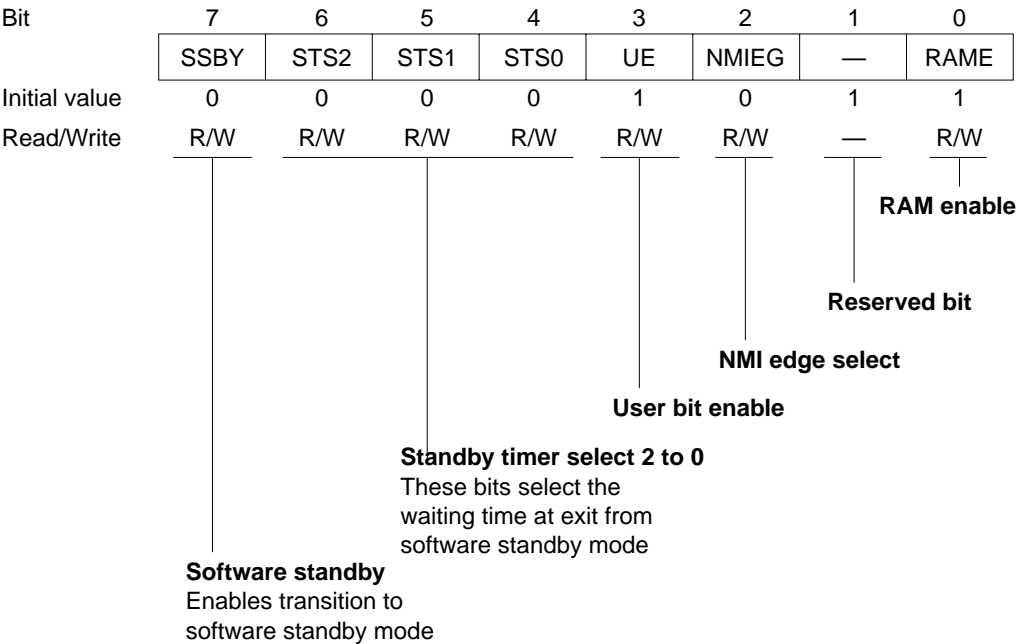 Bit 7 6 5 4 3 2 1 0
SSBY STS2 STS1 STS0 UE NMIEG — RAME
Initial value 0 0 0 0 1 0 1 1
Read/Write R/W R/W R/W R/W R/W R/W — R/W
RAM enable
Reserved bit
NMI edge select
User bit enable
Standby timer select 2 to 0
These bits select the
waiting time at exit from
software standby mode
Software standby
Enables transition to
software standby mode